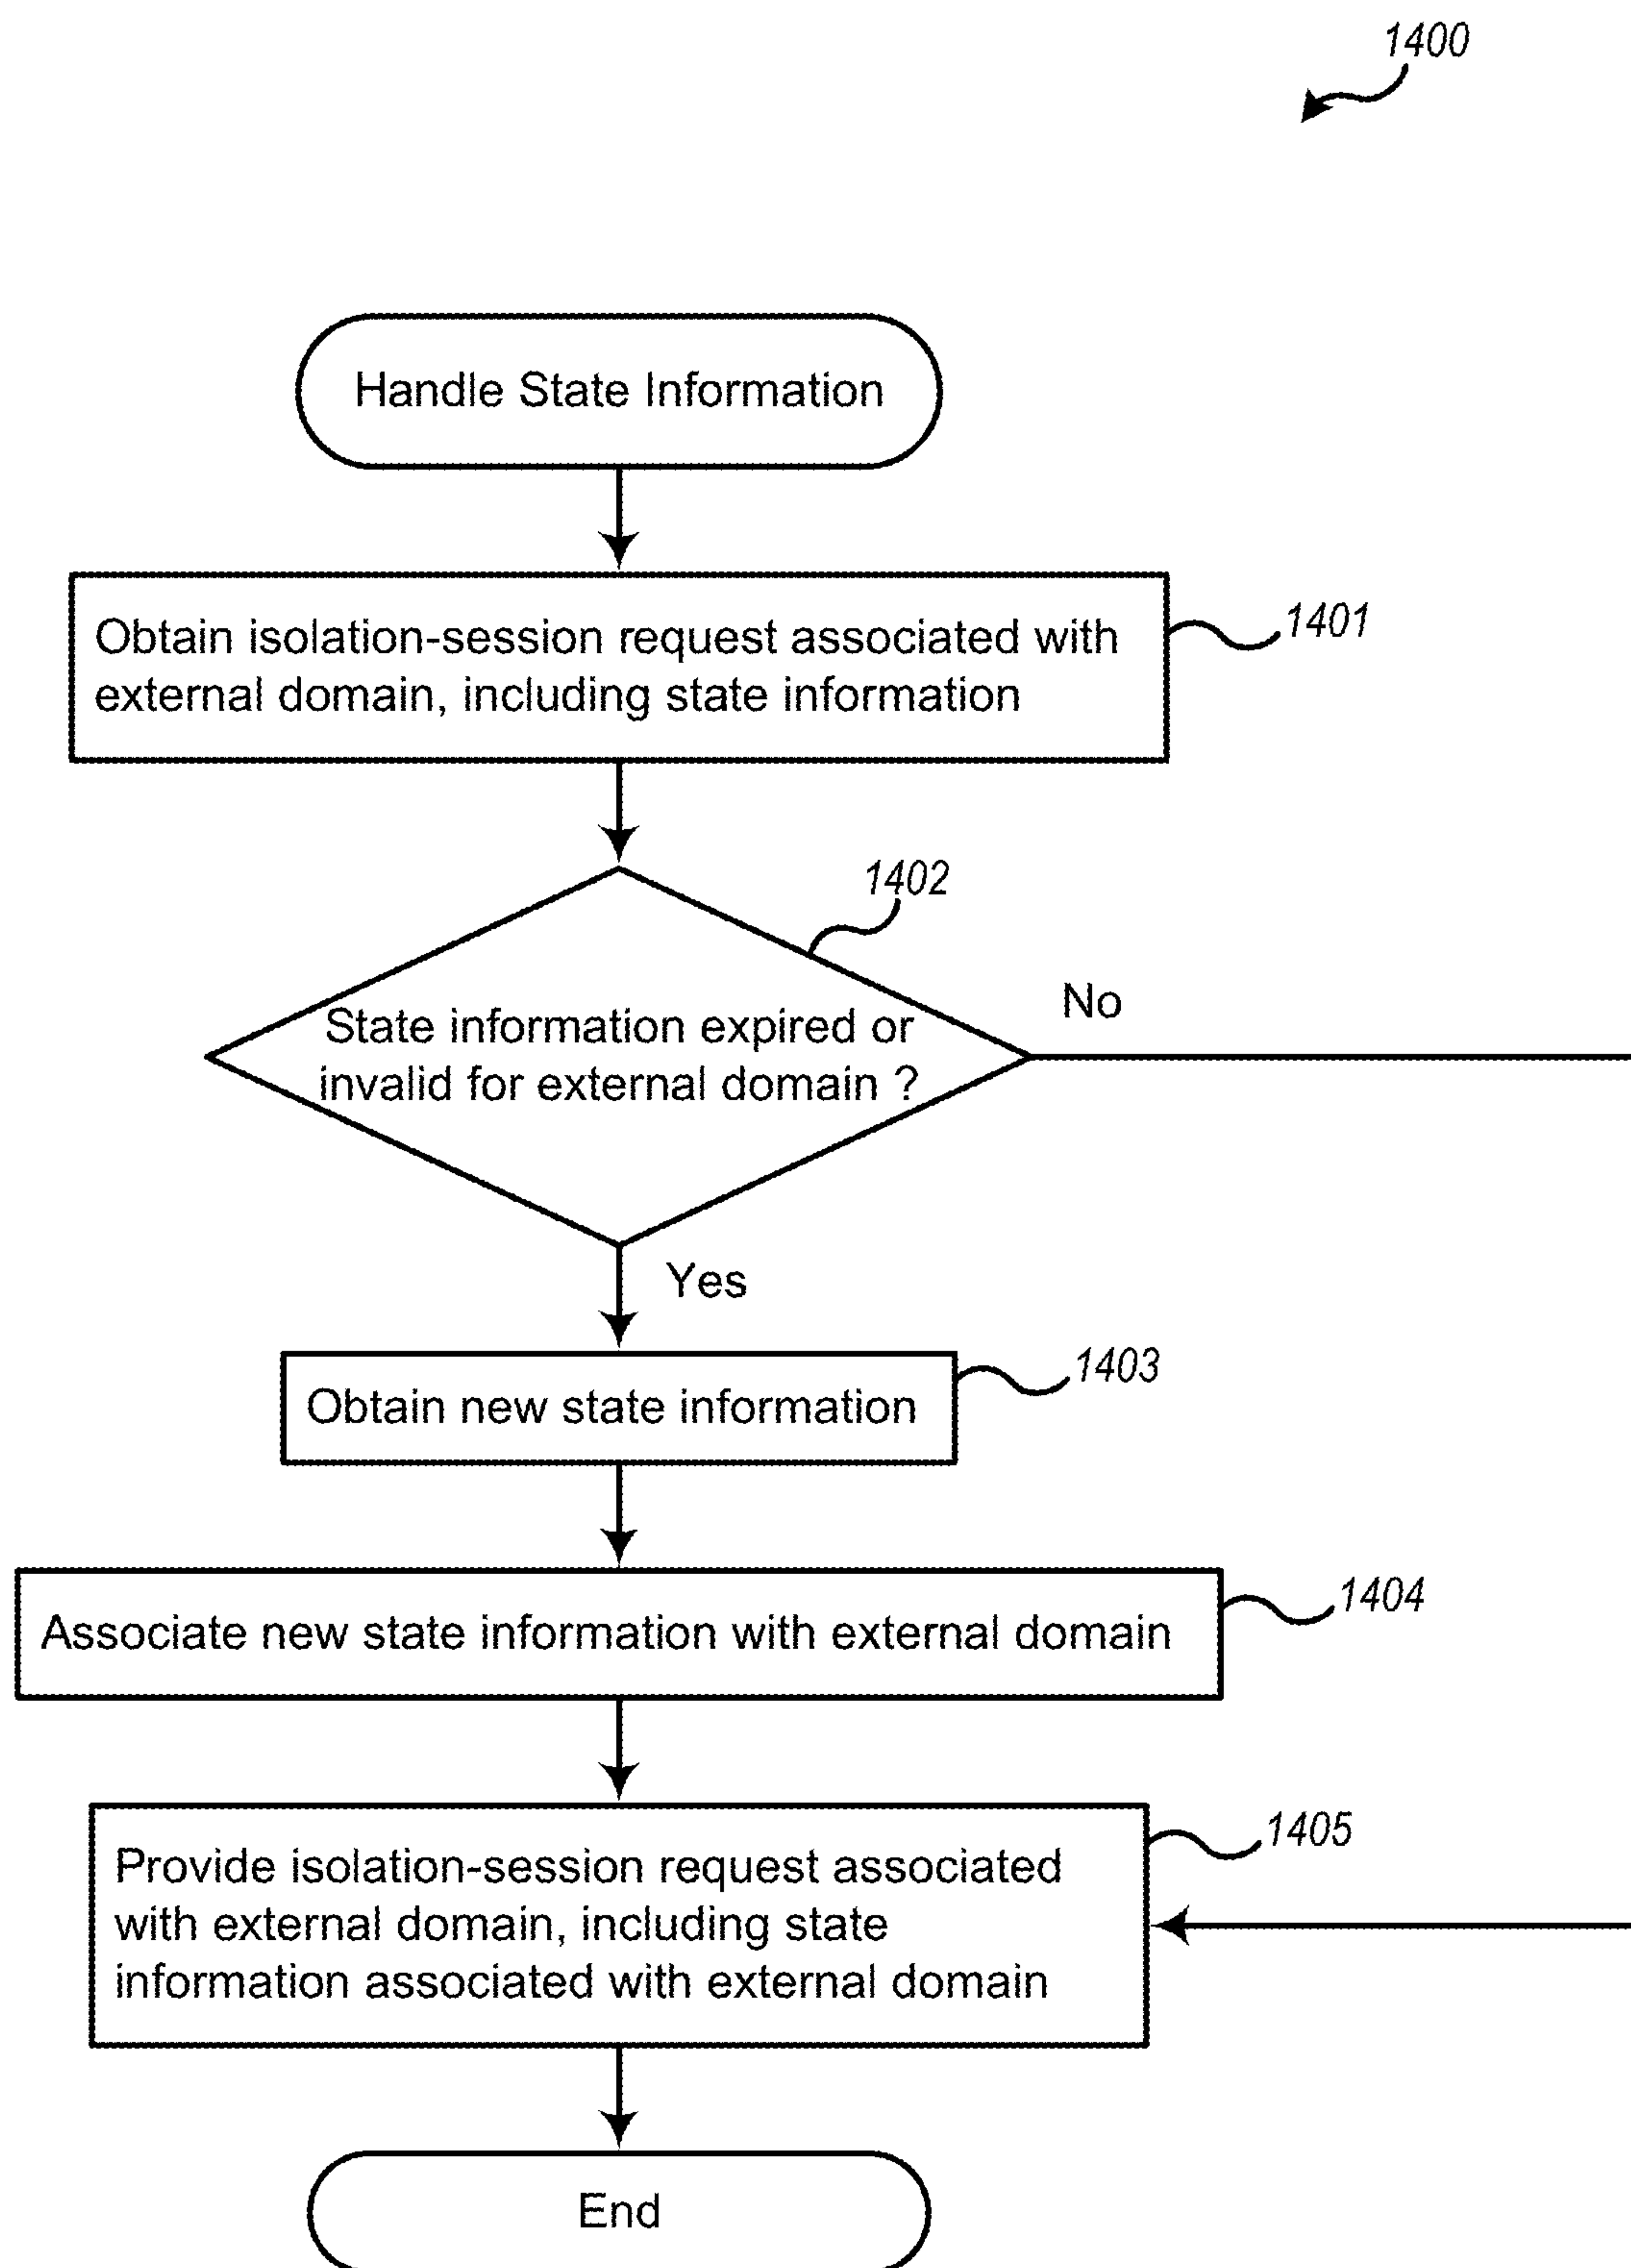 1400
Handle State Information
Obtain isolation-session request associated with
external domain, including state information
1401
1402
State information expired or
invalid for external domain ?
No
Yes
Obtain new state information
1403
Associate new state information with external domain
1404
Provide isolation-session request associated
with external domain, including state
information associated with external domain
1405
End